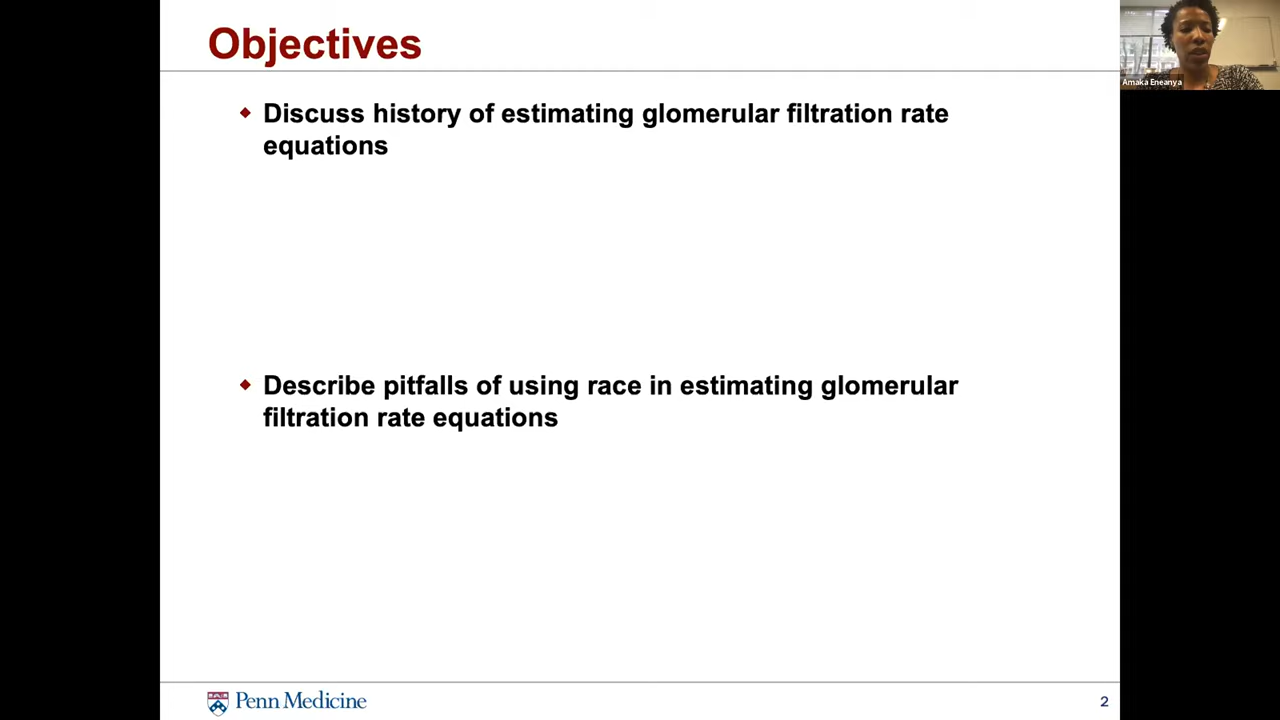 Objectives
Amaka Eneanya
Discuss history of estimating glomerular filtration rate
equations
Describe pitfalls of using race in estimating glomerular
filtration rate equations
Penn Medicine
2